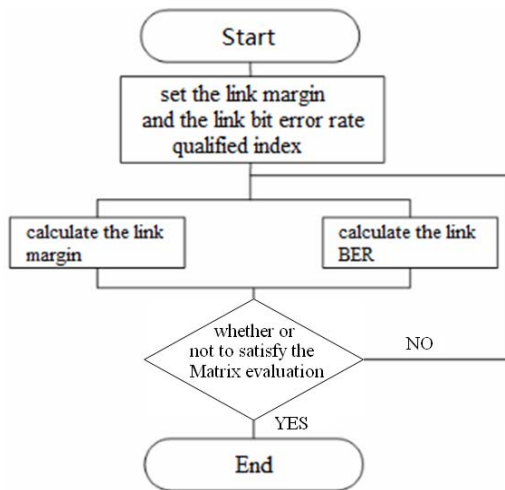 Start
set the link margin
and the link bit error rate
qualified index
calculate the link
margin
calculate the link
BER
whether or
not to satisfy the
Matrix evaluation
NO
YES
End